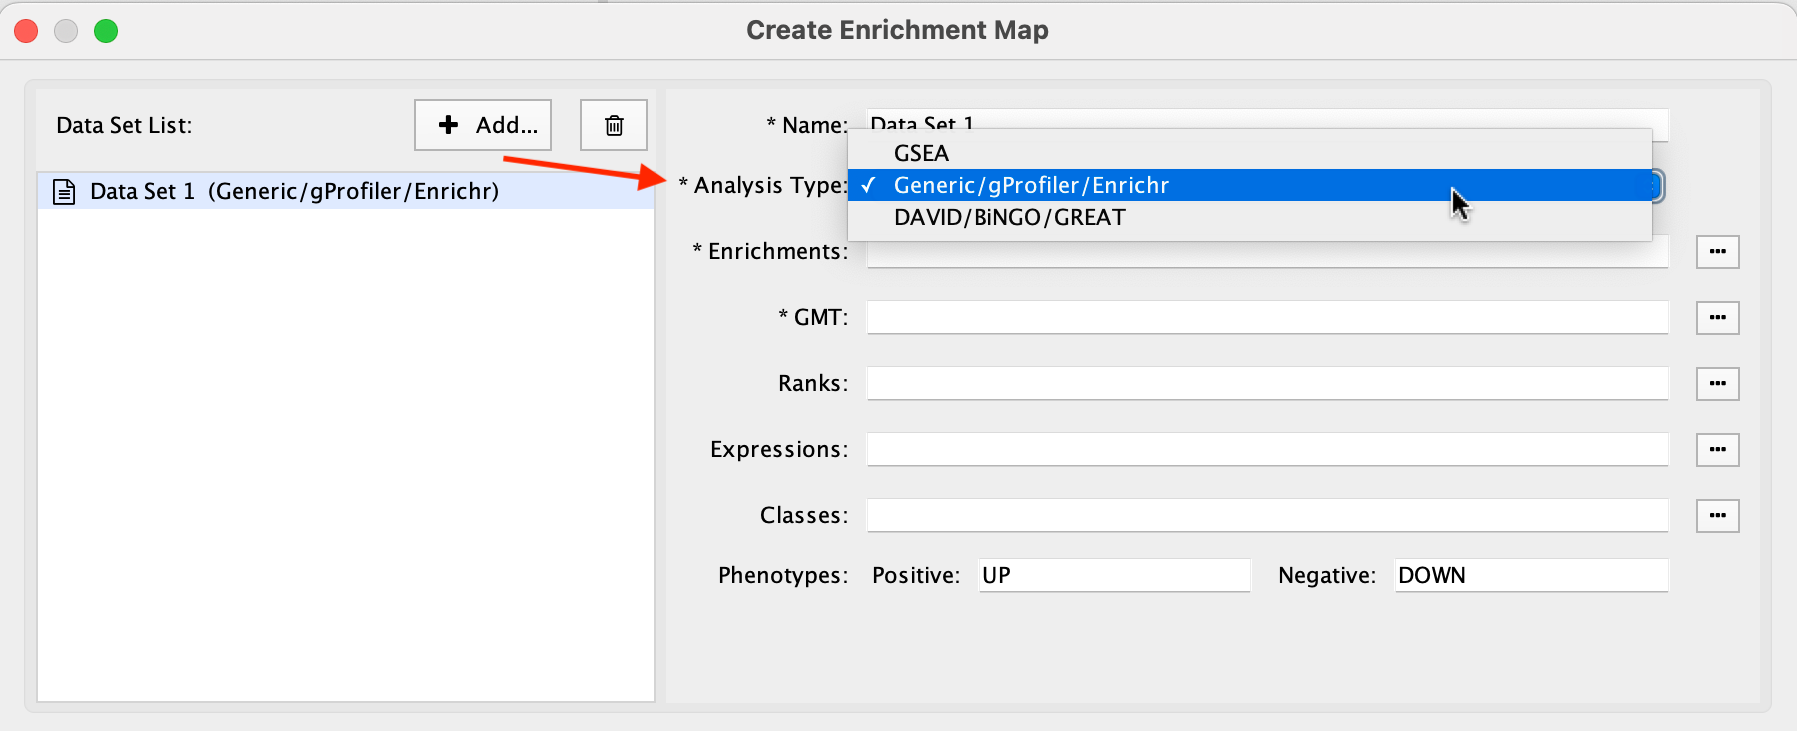 Create Enrichment Map
Data Set List:
Add...
Data Set 1 (Generic/gProfiler/Enrichr)
* Name: Data Set 1
GSEA
* Analysis Type: ✓ Generic/gProfiler/Enrichr
DAVID/BiNGO/GREAT
* Enrichments:
* GMT:
Ranks:
Expressions:
Classes:
Phenotypes: Positive: UP Negative: DOWN